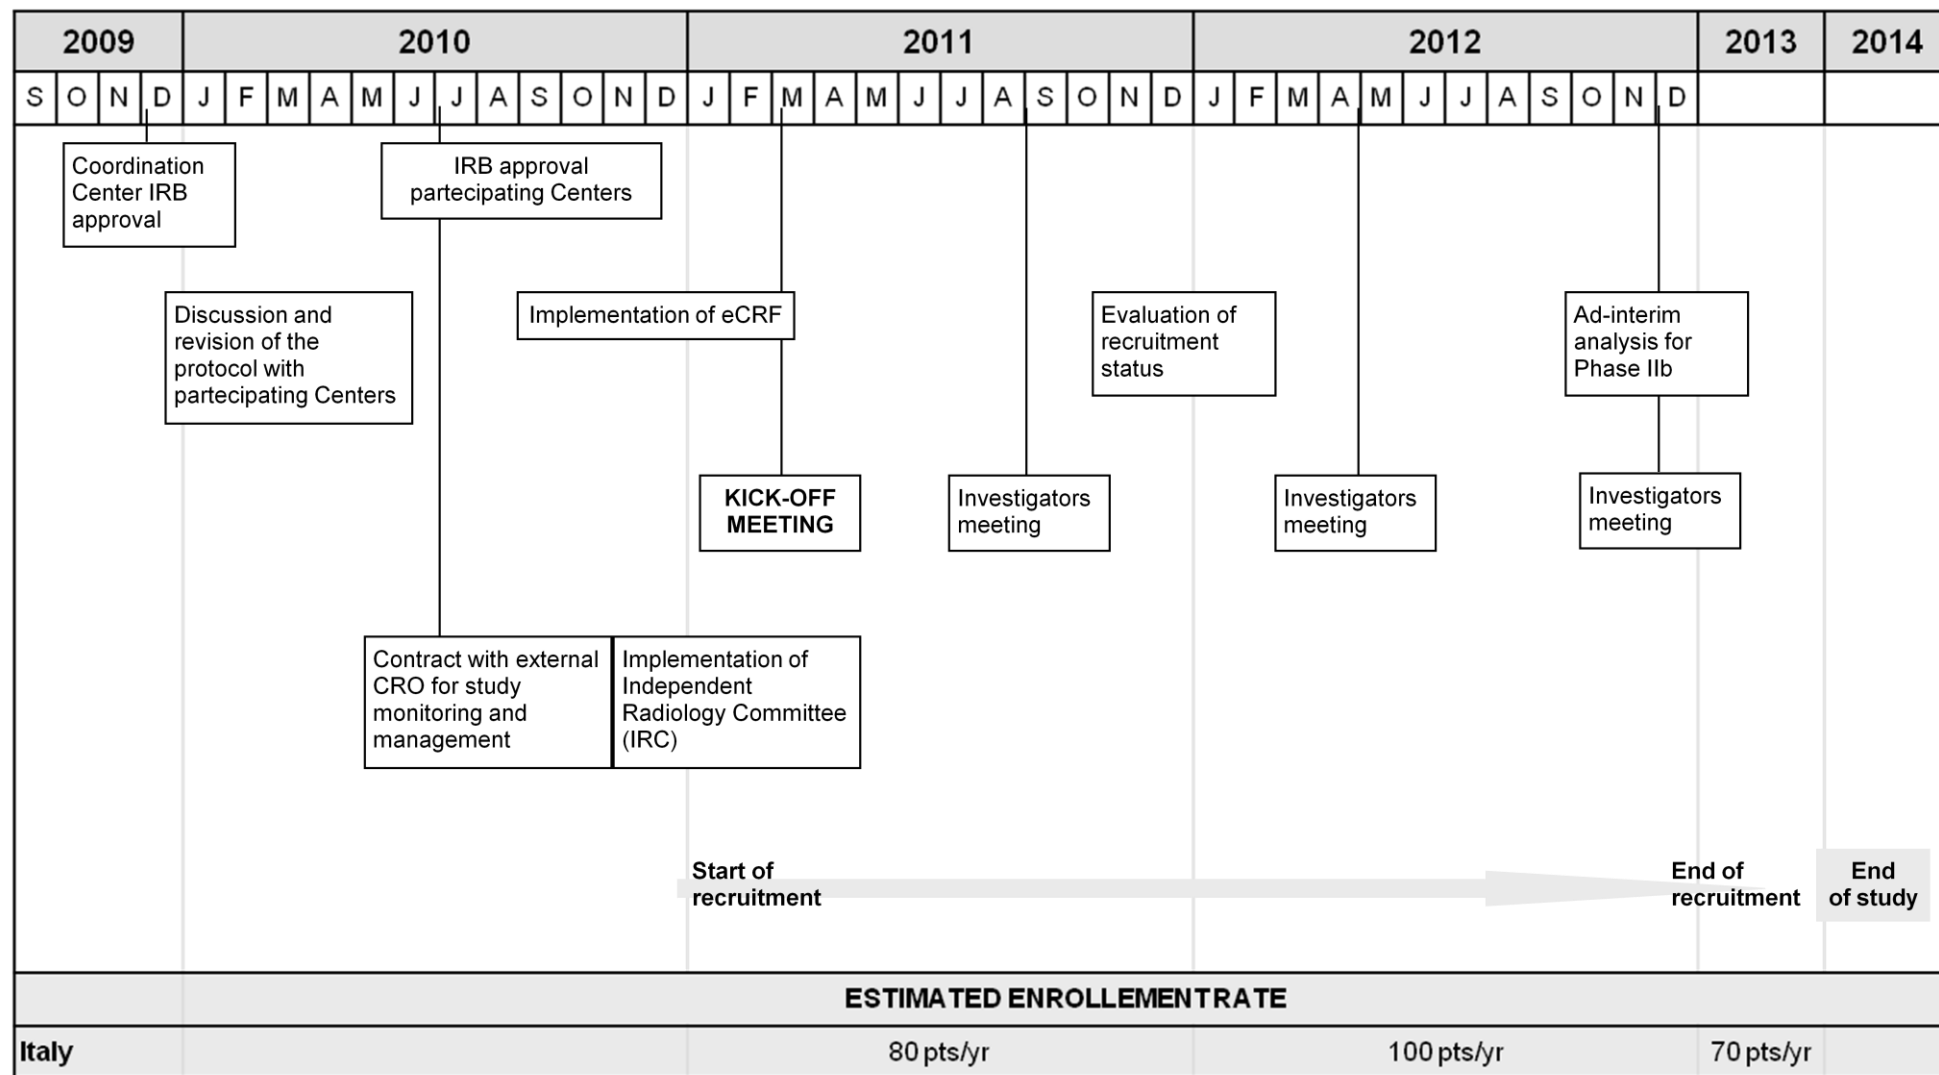 2009 2010 2011 2012 2013 2014
S O N D J F M A M J J A S O N D J F M A M J J A S O N D J F M A M J J A S O N D
Coordination
Center IRB
approval
IRB approval
partecipating Centers
Discussion and
revision of the
protocol with
partecipating Centers
Implementation of eCRF
Evaluation of
recruitment
status
Ad-interim
analysis for
Phase IIb
KICK-OFF
MEETING
Investigators
meeting
Investigators
meeting
Investigators
meeting
Contract with external
CRO for study
monitoring and
management
Implementation of
Independent
Radiology Committee
(IRC)
Start of
recruitment
End of
recruitment
End
of study
ESTIMATED ENROLLEMENT RATE
Italy 80 pts/yr 100 pts/yr 70 pts/yr